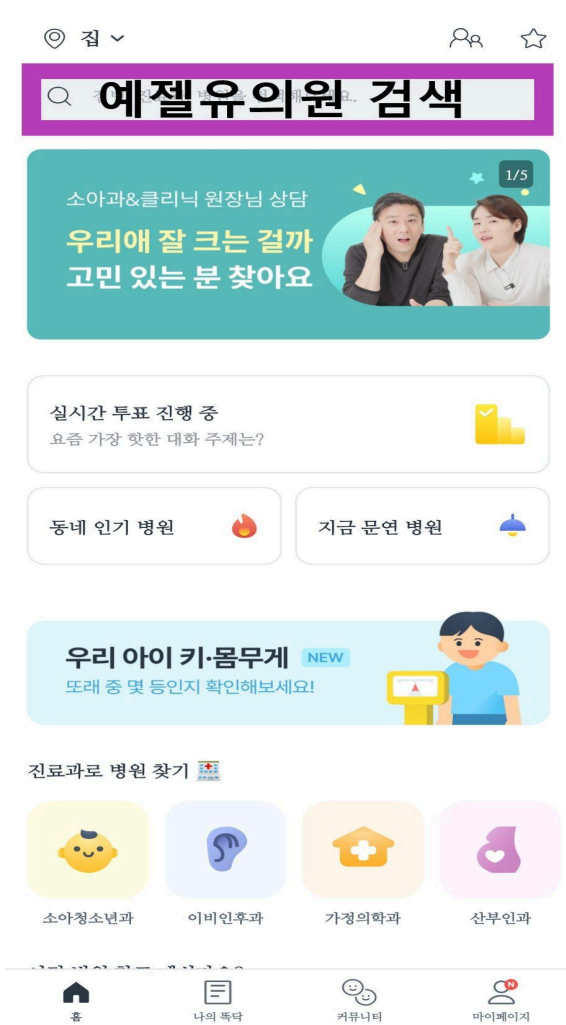 집
예젤유의원 검색
1/5
소아과&클리닉 원장님 상담
우리애 잘 크는 걸까
고민 있는 분 찾아요
실시간 투표 진행 중
요즘 가장 핫한 대화 주제는?
동네 인기 병원
지금 문연 병원
우리 아이 키·몸무게 NEW
또래 중 몇 등인지 확인해보세요!
진료과로 병원 찾기
소아청소년과
이비인후과
가정의학과
산부인과
홈
나의 똑닥
커뮤니티
N
마이페이지